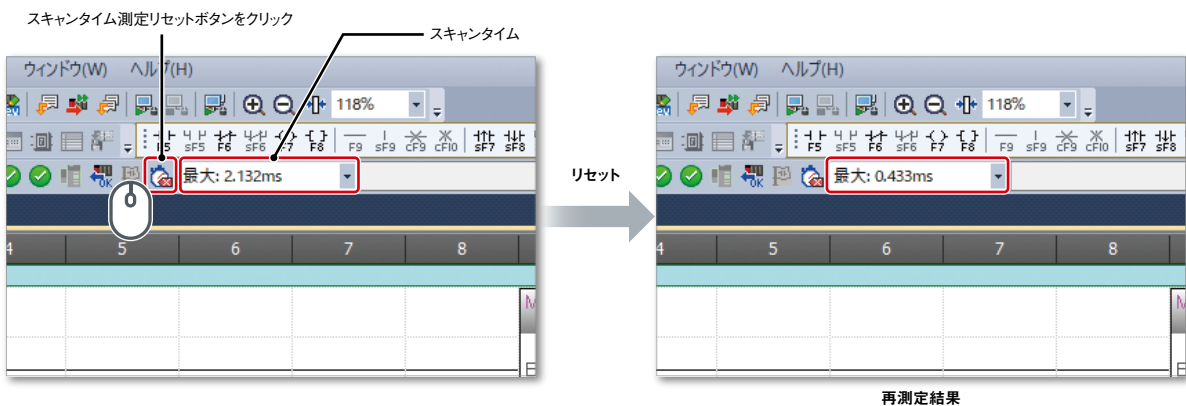 スキャンタイム測定リセットボタンをクリック
スキャンタイム
ウィンドウ(W) ヘルプ(H)
118%
F5 sF5 F6 sF6 F7 F8 F9 sF9 cF9 cF10 sF7 sF8
OK 最大: 2.132ms
4 5 6 7 8
リセット
ウィンドウ(W) ヘルプ(H)
118%
F5 sF5 F6 sF6 F7 F8 F9 sF9 cF9 cF10 sF7 sF8
OK 最大: 0.433ms
4 5 6 7 8
再測定結果